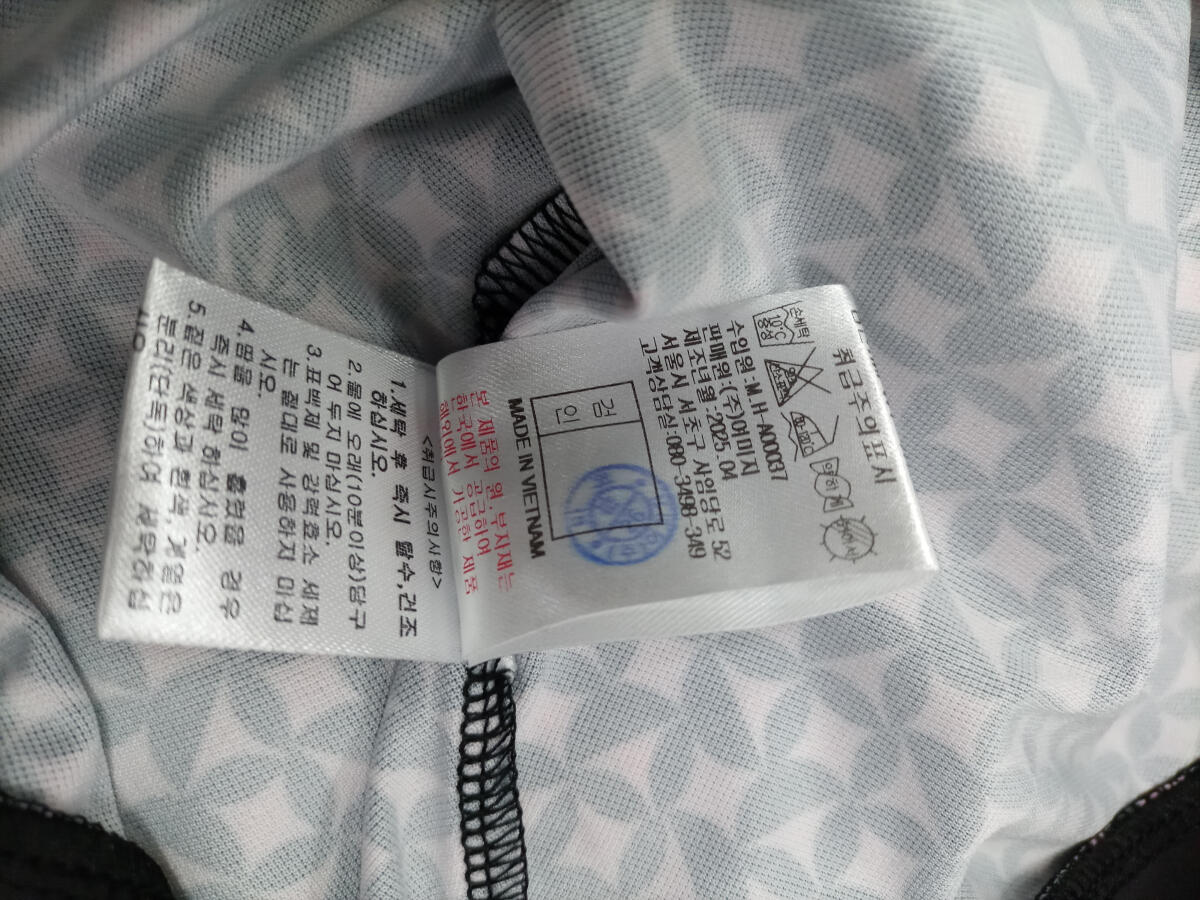 취급주의표시
손세탁
10°C
중성
약하게
수입원:M.H-A00037
판매원:(주)어미지
제조년월:2025.04
서울시 서초구 사임당로 52
고객상담실:080-3498-349
검
인
MADE IN VIETNAM
본 제품의 원.부자재는
한국에서 공급하여
해외에서 가공한 제품
<취급시주의사항>
1.세탁 후 즉시 탈수,건조
하십시오.
2.물에 오래(10분이상)담구
어 두지 마십시오.
3.표백제 및 강력효소 세제
는 절대로 사용하지 마십
시오.
4.땀을 많이 흘렸을 경우
즉시 세탁 하십시오.
5.짙은 색상과 흰색, 계열은
분리(단독)하여 세탁하십